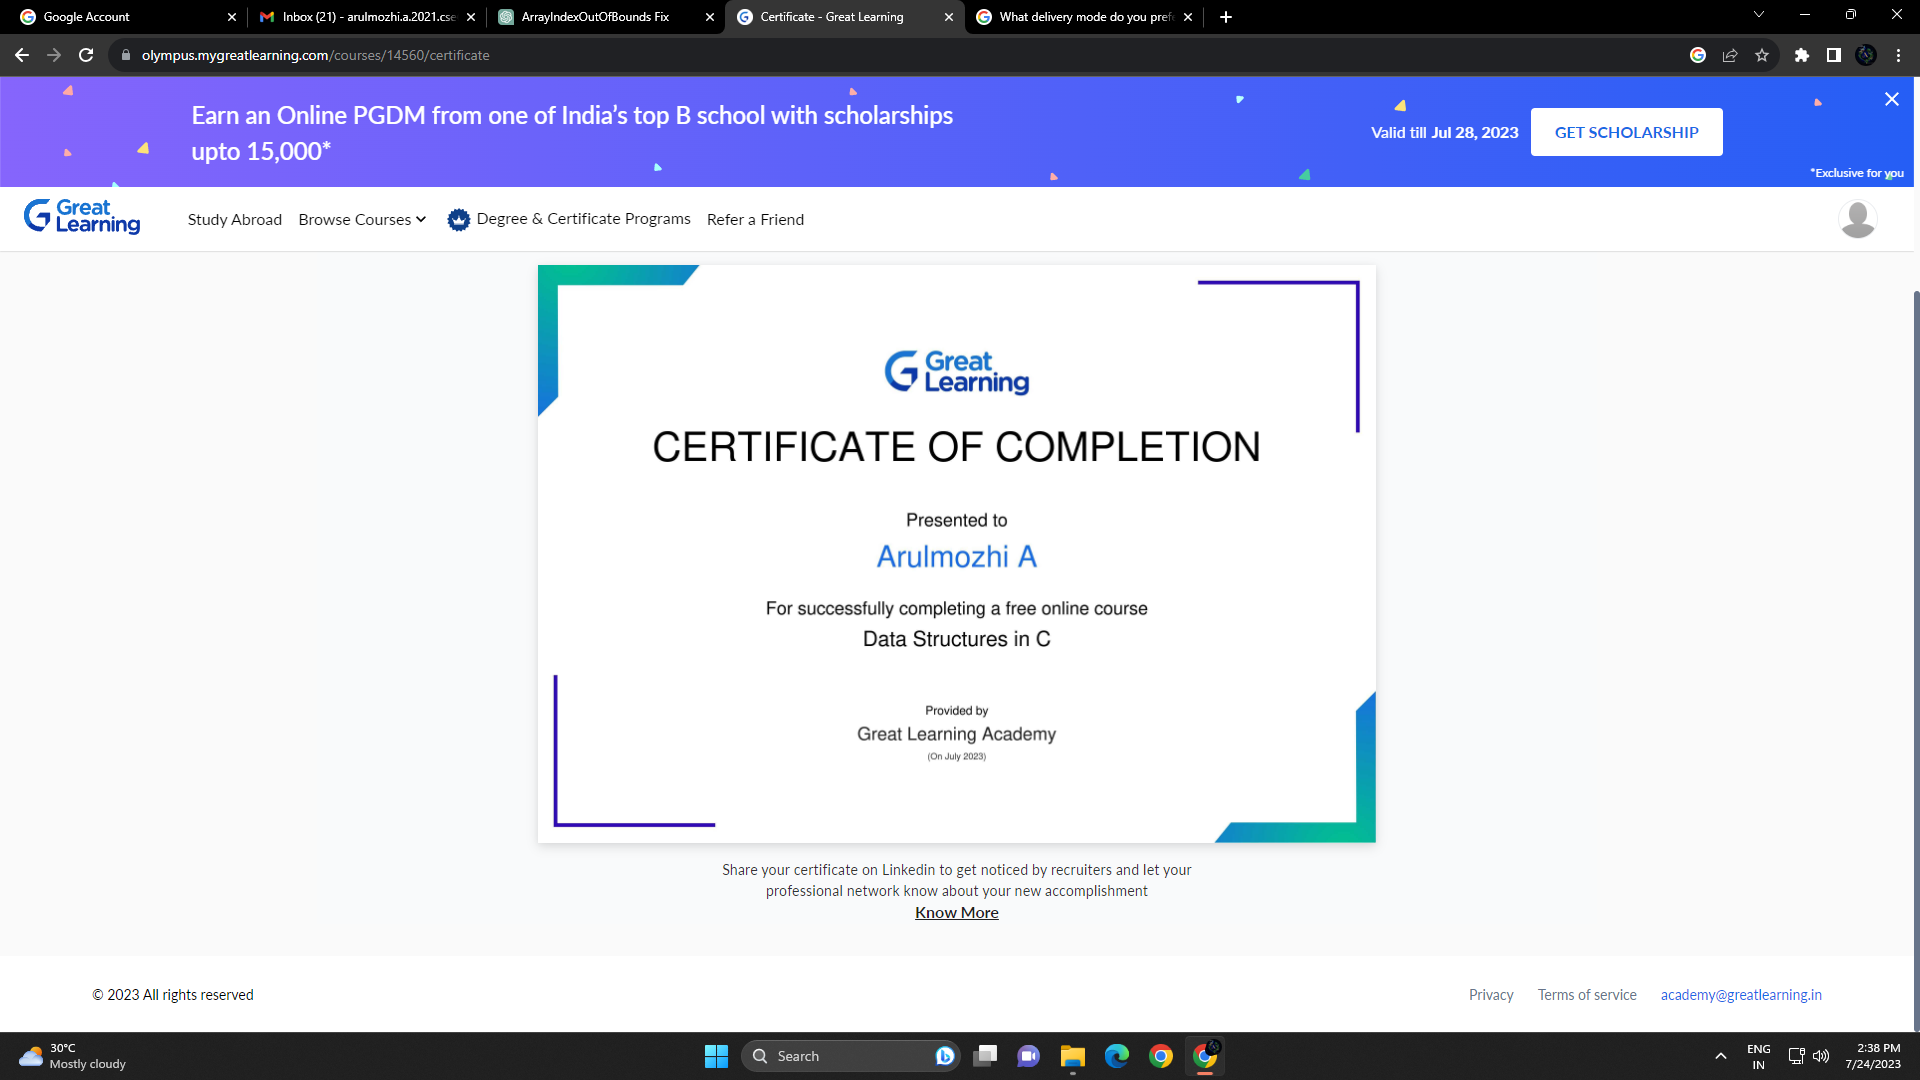 Google Account
Inbox (21) - arulmozhi.a.2021.cse
ArrayIndexOutOfBounds Fix
Certificate - Great Learning
What delivery mode do you pref
olympus.mygreatlearning.com/courses/14560/certificate
Earn an Online PGDM from one of India’s top B school with scholarships
upto 15,000*
Valid till Jul 28, 2023
GET SCHOLARSHIP
*Exclusive for you
Great
Learning
Study Abroad
Browse Courses
Degree & Certificate Programs
Refer a Friend
Great
Learning
CERTIFICATE OF COMPLETION
Presented to
Arulmozhi A
For successfully completing a free online course
Data Structures in C
Provided by
Great Learning Academy
(On July 2023)
Share your certificate on Linkedin to get noticed by recruiters and let your
professional network know about your new accomplishment
Know More
© 2023 All rights reserved
Privacy
Terms of service
academy@greatlearning.in
30°C
Mostly cloudy
Search
ENG
IN
2:38 PM
7/24/2023